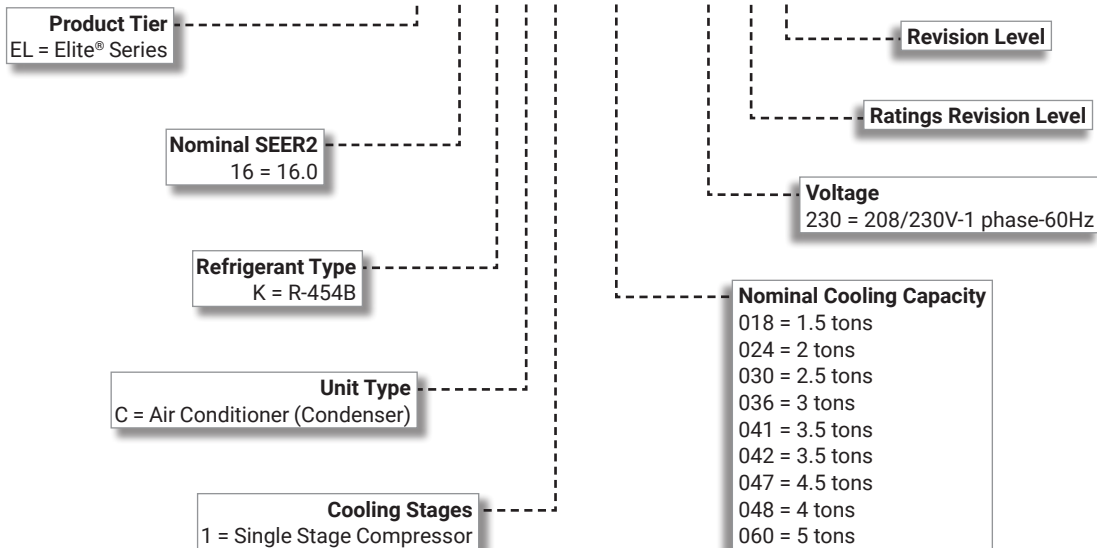 Product Tier
EL = Elite® Series
Revision Level
Ratings Revision Level
Nominal SEER2
16 = 16.0
Voltage
230 = 208/230V-1 phase-60Hz
Refrigerant Type
K = R-454B
Nominal Cooling Capacity
018 = 1.5 tons
024 = 2 tons
030 = 2.5 tons
036 = 3 tons
041 = 3.5 tons
042 = 3.5 tons
047 = 4.5 tons
048 = 4 tons
060 = 5 tons
Unit Type
C = Air Conditioner (Condenser)
Cooling Stages
1 = Single Stage Compressor